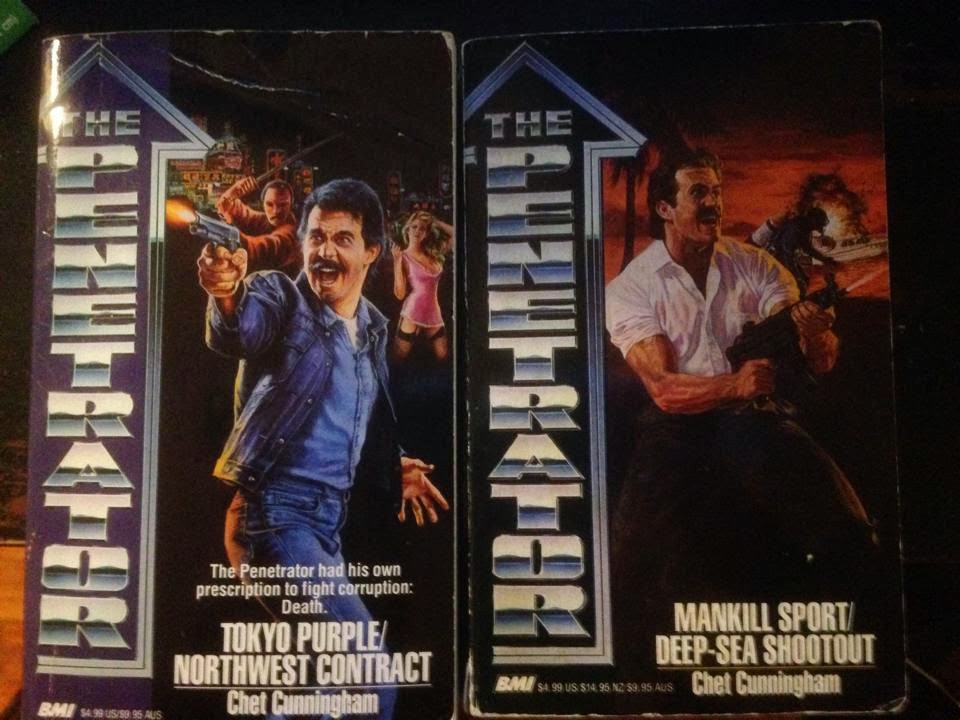 THE
PENETRATOR
The Penetrator had his own
prescription to fight corruption:
Death.
TOKYO PURPLE/
NORTHWEST CONTRACT
Chet Cunningham
BMI $4.99 US/$9.95 AUS
THE
PENETRATOR
MANKILL SPORT/
DEEP-SEA SHOOTOUT
BMI $4.99 US/$14.95 NZ/$9.95 AUS
Chet Cunningham